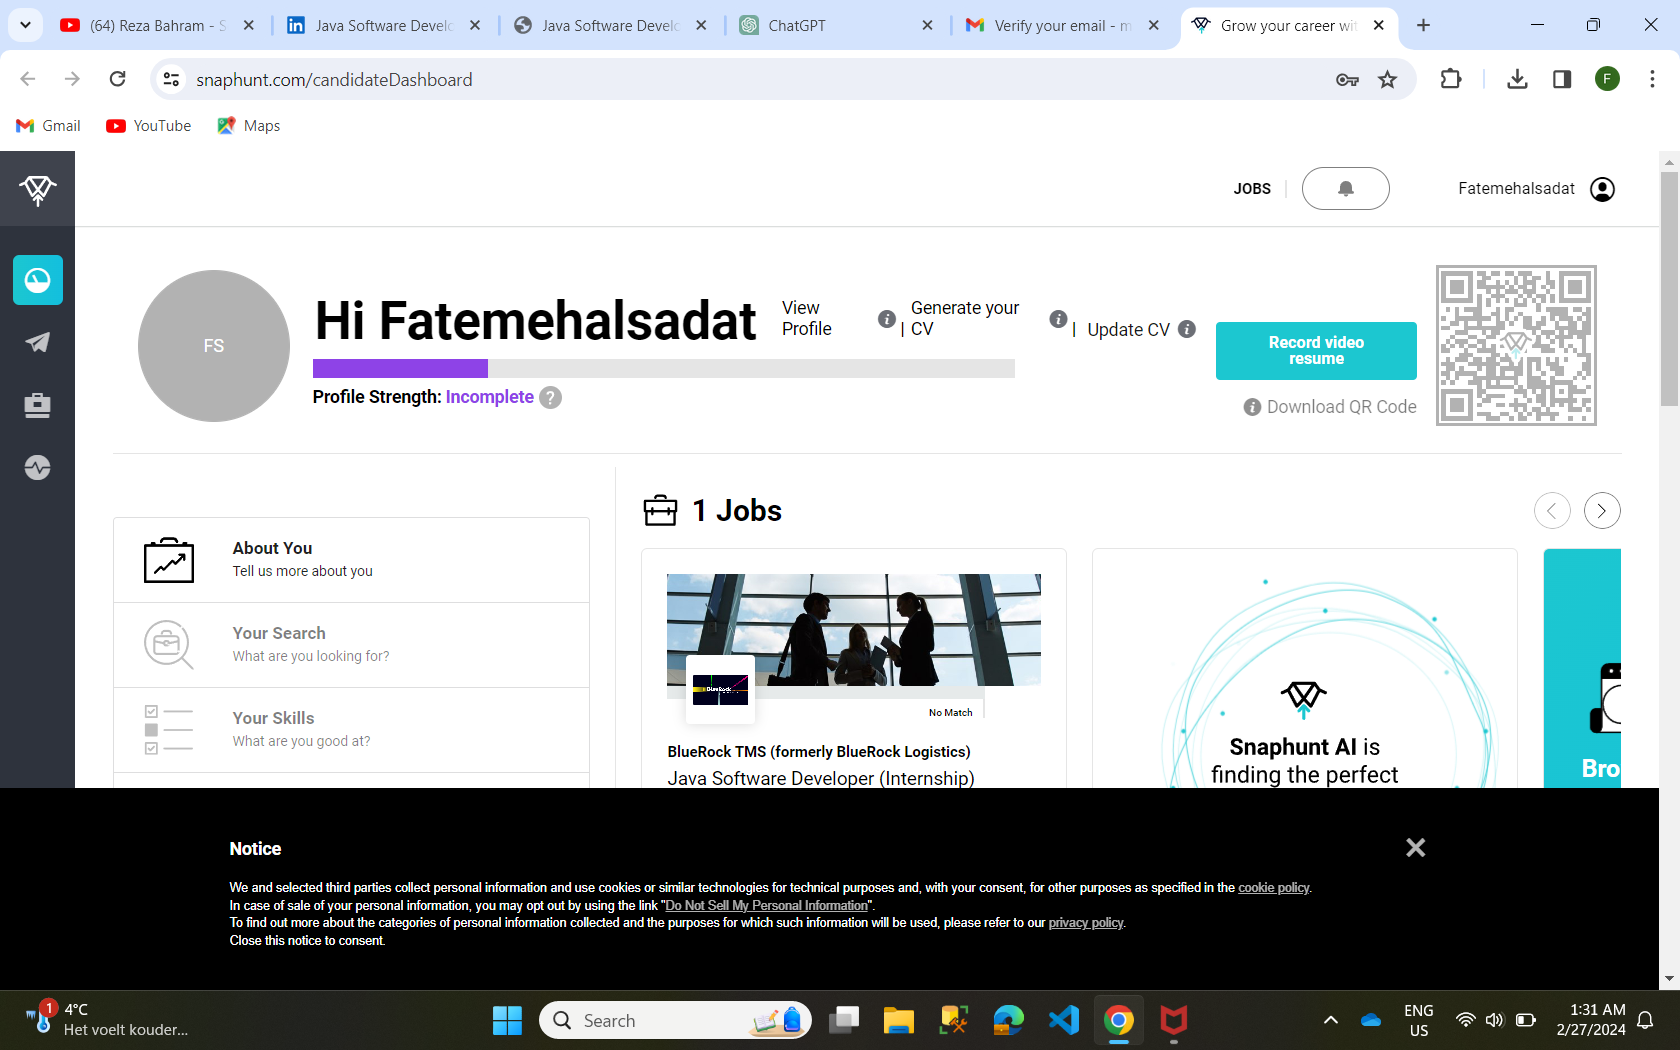 (64) Reza Bahram - S
Java Software Develo
Java Software Develo
ChatGPT
Verify your email - m
Grow your career wit
snaphunt.com/candidateDashboard
F
Gmail
YouTube
Maps
JOBS
Fatemehalsadat
FS
Hi Fatemehalsadat
View
Profile
|
Generate your
CV
| Update CV
Record video
resume
Profile Strength: Incomplete ?
Download QR Code
About You
Tell us more about you
Your Search
What are you looking for?
Your Skills
What are you good at?
1 Jobs
BlueRock
No Match
BlueRock TMS (formerly BlueRock Logistics)
Java Software Developer (Internship)
Snaphunt AI is
finding the perfect
Bro
Notice
We and selected third parties collect personal information and use cookies or similar technologies for technical purposes and, with your consent, for other purposes as specified in the cookie policy.
In case of sale of your personal information, you may opt out by using the link "Do Not Sell My Personal Information".
To find out more about the categories of personal information collected and the purposes for which such information will be used, please refer to our privacy policy.
Close this notice to consent.
1
4°C
Het voelt kouder...
Search
ENG
US
1:31 AM
2/27/2024